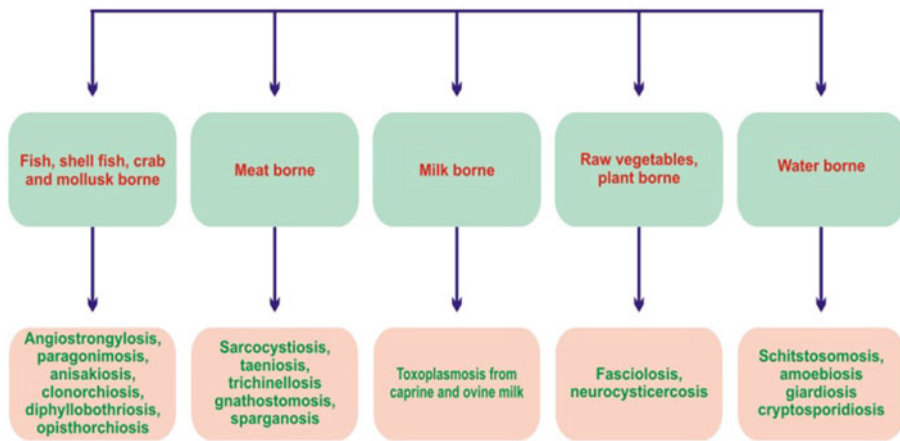 Fish, shell fish, crab
and mollusk borne
Meat borne
Milk borne
Raw vegetables,
plant borne
Water borne
Angiostrongylosis,
paragonimosis,
anisakiosis,
clonorchiosis,
diphyllobothriosis,
opisthorchiosis
Sarcocystiosis,
taeniosis,
trichinellosis
gnathostomosis,
sparganosis
Toxoplasmosis from
caprine and ovine milk
Fasciolosis,
neurocysticercosis
Schitstosomosis,
amoebiosis
giardiosis
cryptosporidiosis